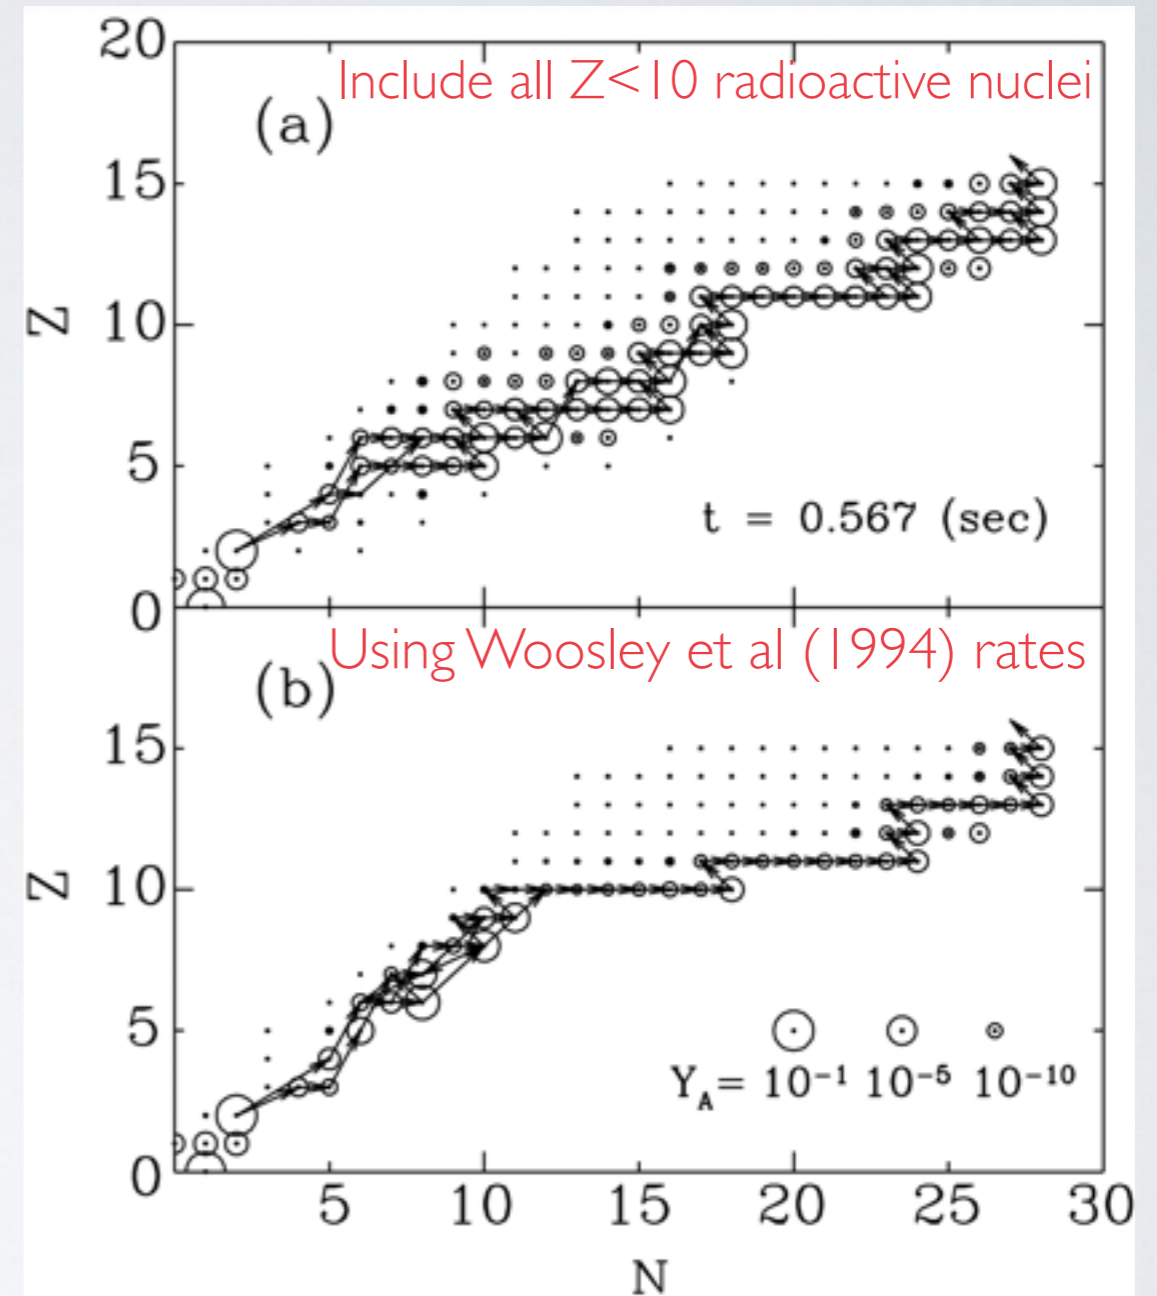 20
Include all Z<10 radioactive nuclei
(a)
15
Z
10
5
t = 0.567 (sec)
0
Using Woosley et al (1994) rates
(b)
15
Z
10
5
Y_A= 10⁻¹ 10⁻⁵ 10⁻¹⁰
0
5 10 15 20 25 30
N